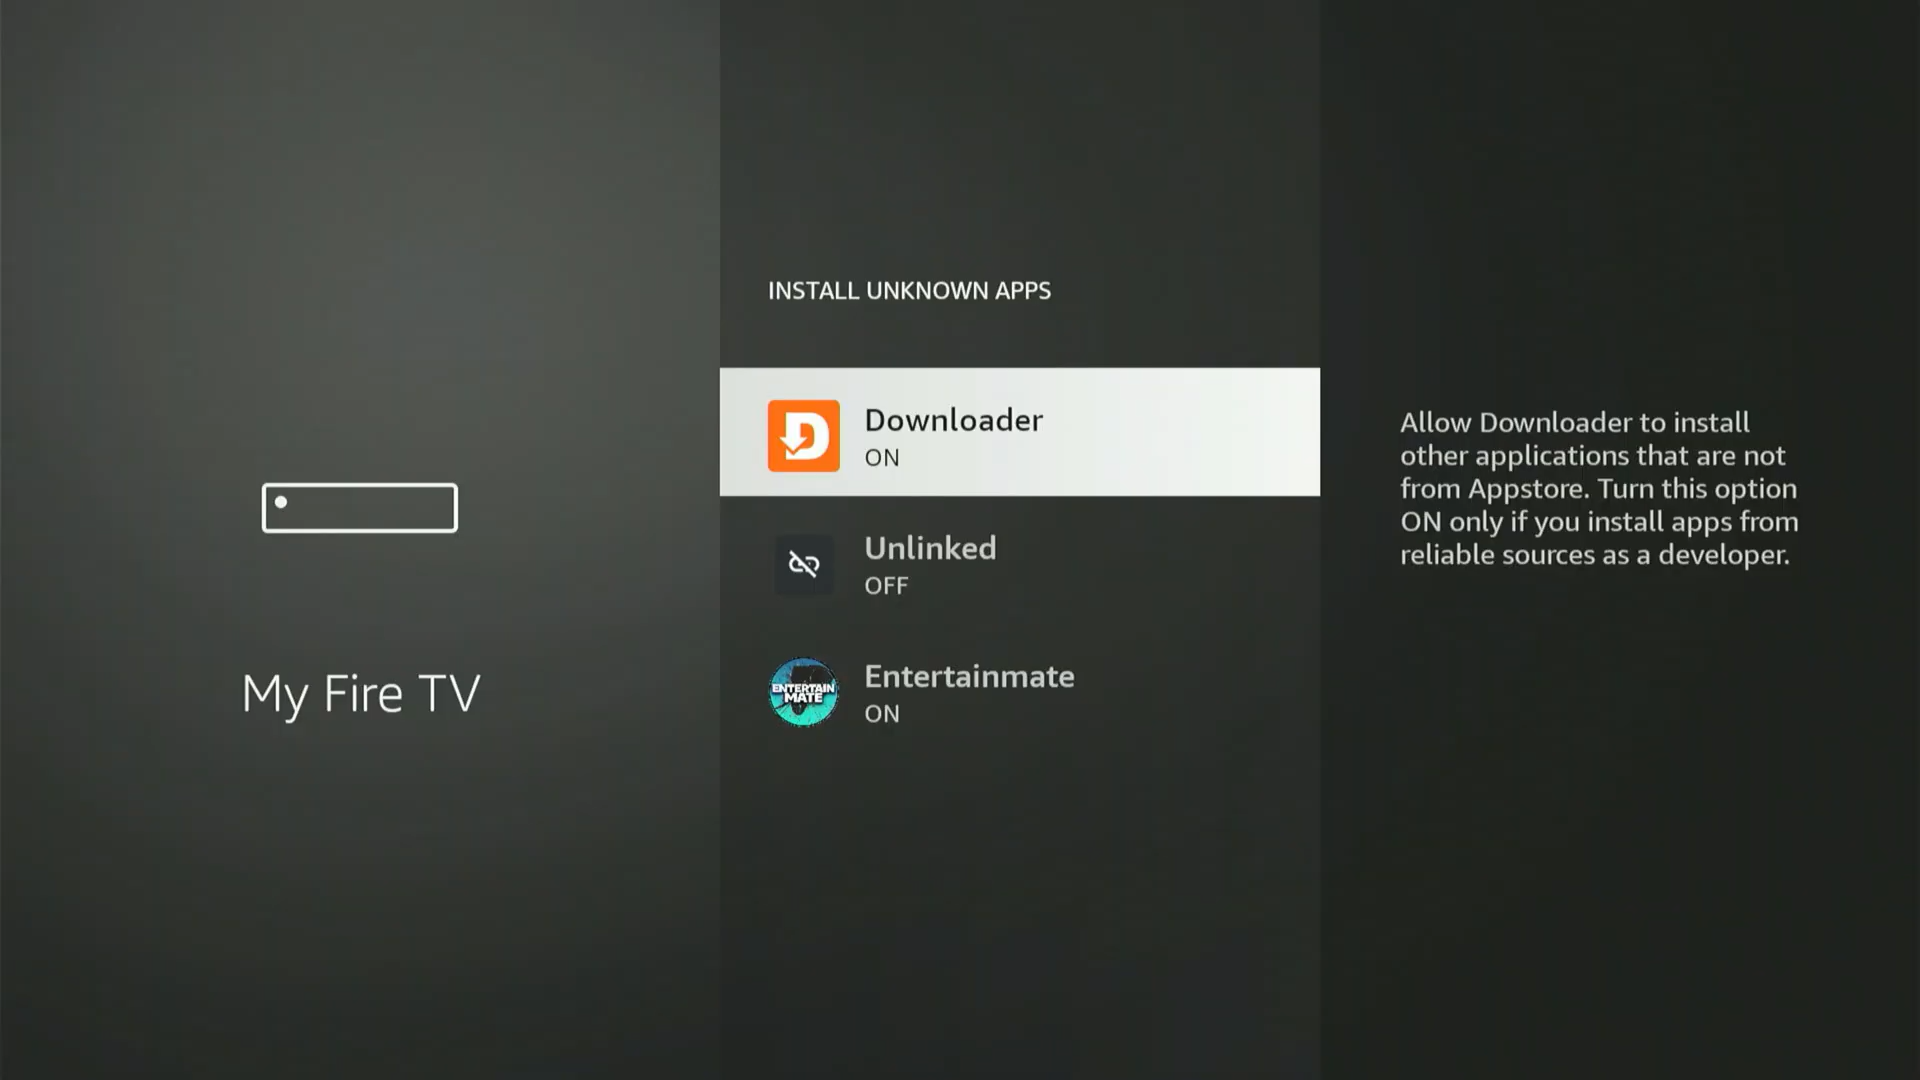 INSTALL UNKNOWN APPS
Downloader
ON
Unlinked
OFF
ENTERTAIN
MATE
Entertainmate
ON
My Fire TV
Allow Downloader to install
other applications that are not
from Appstore. Turn this option
ON only if you install apps from
reliable sources as a developer.